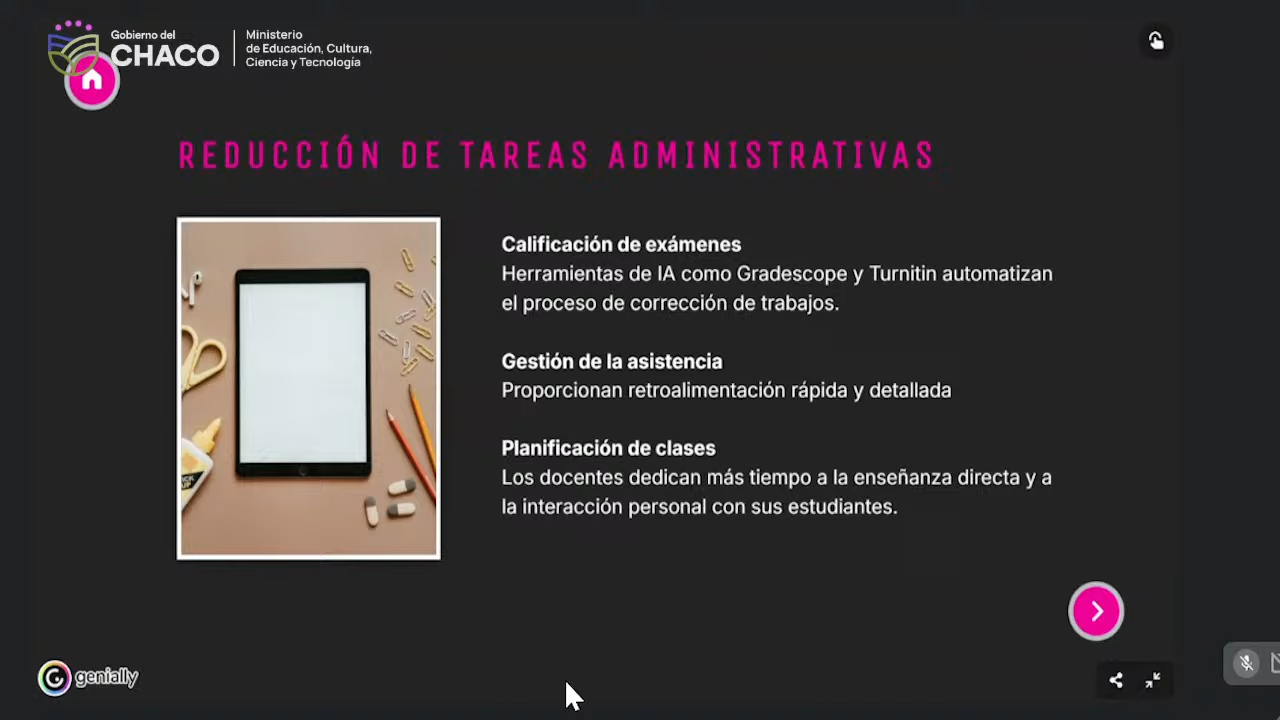 Gobierno del
CHACO
Ministerio
de Educación, Cultura,
Ciencia y Tecnología
REDUCCIÓN DE TAREAS ADMINISTRATIVAS
Calificación de exámenes
Herramientas de IA como Gradescope y Turnitin automatizan
el proceso de corrección de trabajos.
Gestión de la asistencia
Proporcionan retroalimentación rápida y detallada
Planificación de clases
Los docentes dedican más tiempo a la enseñanza directa y a
la interacción personal con sus estudiantes.
genially